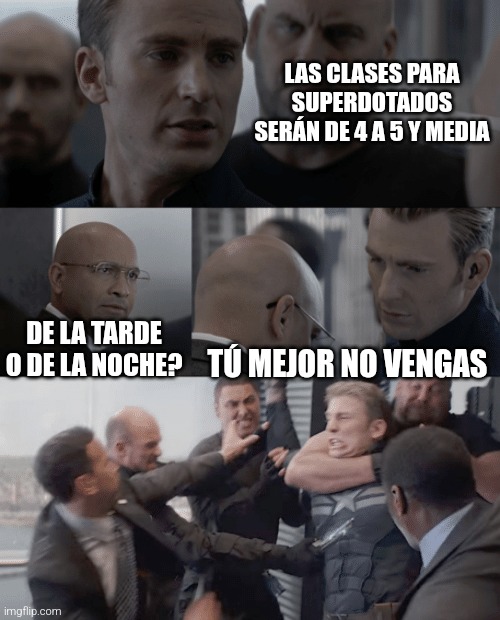 LAS CLASES PARA
SUPERDOTADOS
SERÁN DE 4 A 5 Y MEDIA
DE LA TARDE
O DE LA NOCHE?
TÚ MEJOR NO VENGAS
imgflip.com